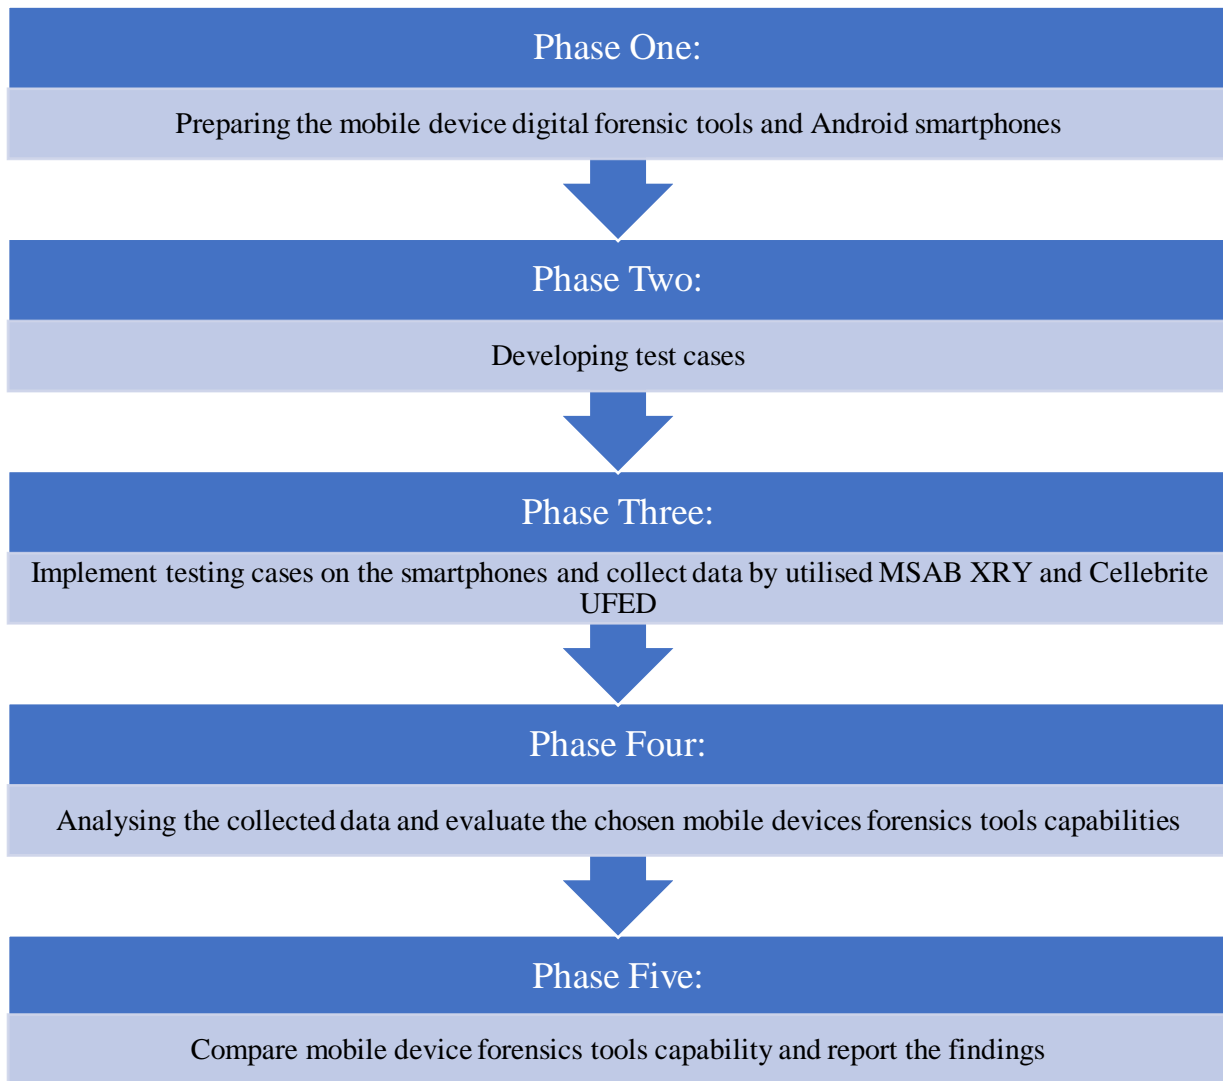 Phase One:
Preparing the mobile device digital forensic tools and Android smartphones
Phase Two:
Developing test cases
Phase Three:
Implement testing cases on the smartphones and collect data by utilised MSAB XRY and Cellebrite
UFED
Phase Four:
Analysing the collected data and evaluate the chosen mobile devices forensics tools capabilities
Phase Five:
Compare mobile device forensics tools capability and report the findings